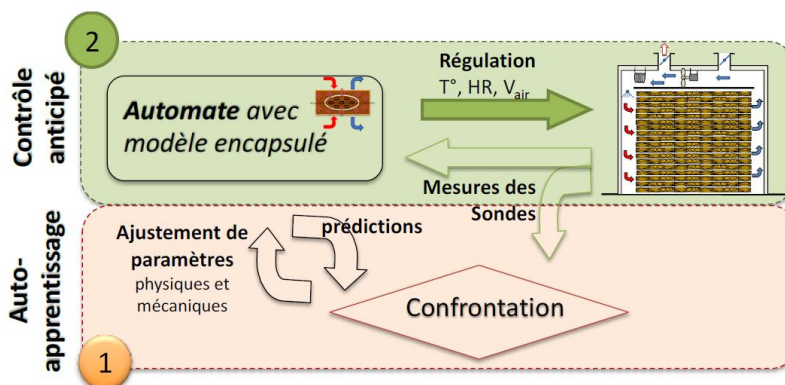 2
Contrôle
anticipé
Automate avec
modèle encapsulé
Régulation
T°, HR, Vair
Mesures des
Sondes
Auto-
apprentissage
1
Ajustement de
paramètres
physiques et
mécaniques
prédictions
Confrontation